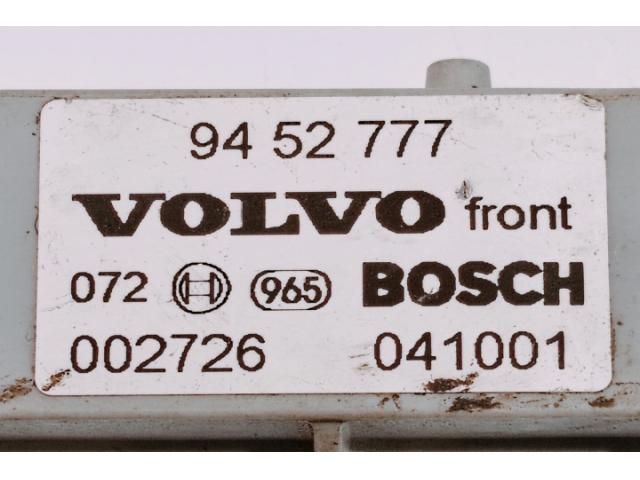 94 52 777
VOLVO front
072 965 BOSCH
002726 041001